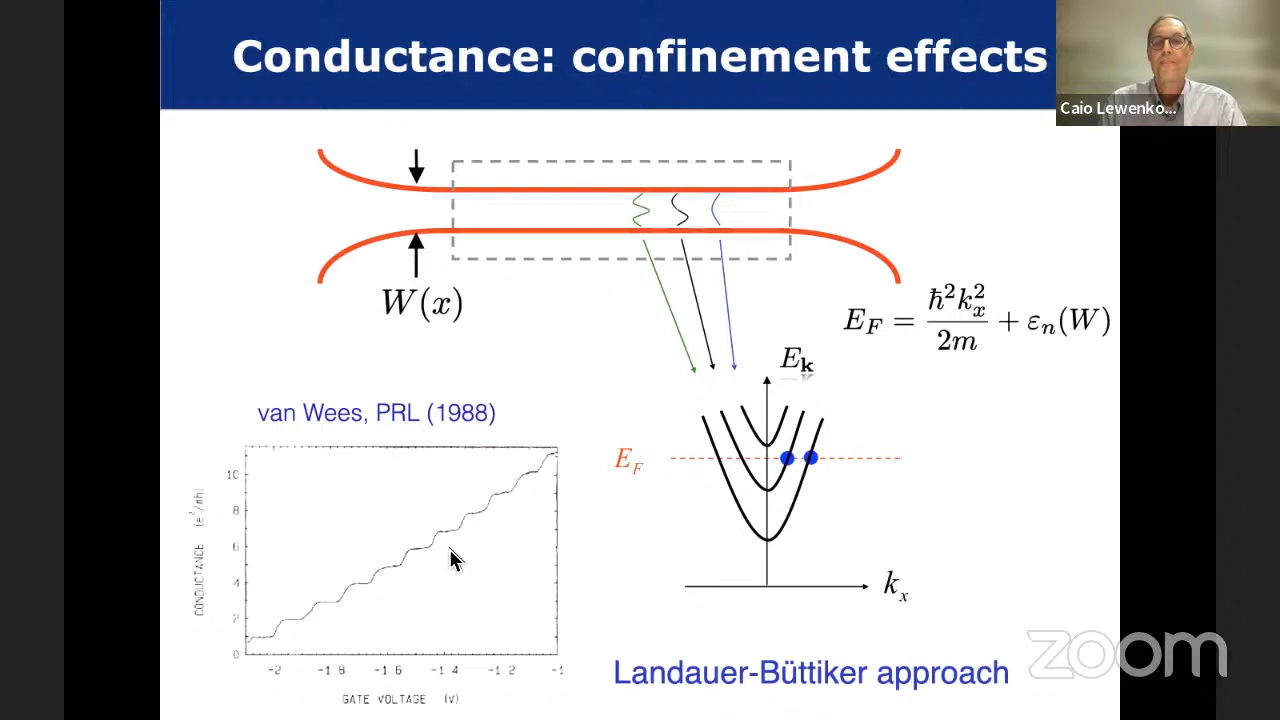 Conductance: confinement effects
Caio Lewenko...
W(x)
E_F = ħ²k_x²/2m + ε_n(W)
E_k
van Wees, PRL (1988)
E_F
10
8
6
4
2
0
CONDUCTANCE (e²/πħ)
-2 -1 8 -1 6 -1 4 -1 2 -1
GATE VOLTAGE (V)
k_x
Landauer-Büttiker approach
zoom